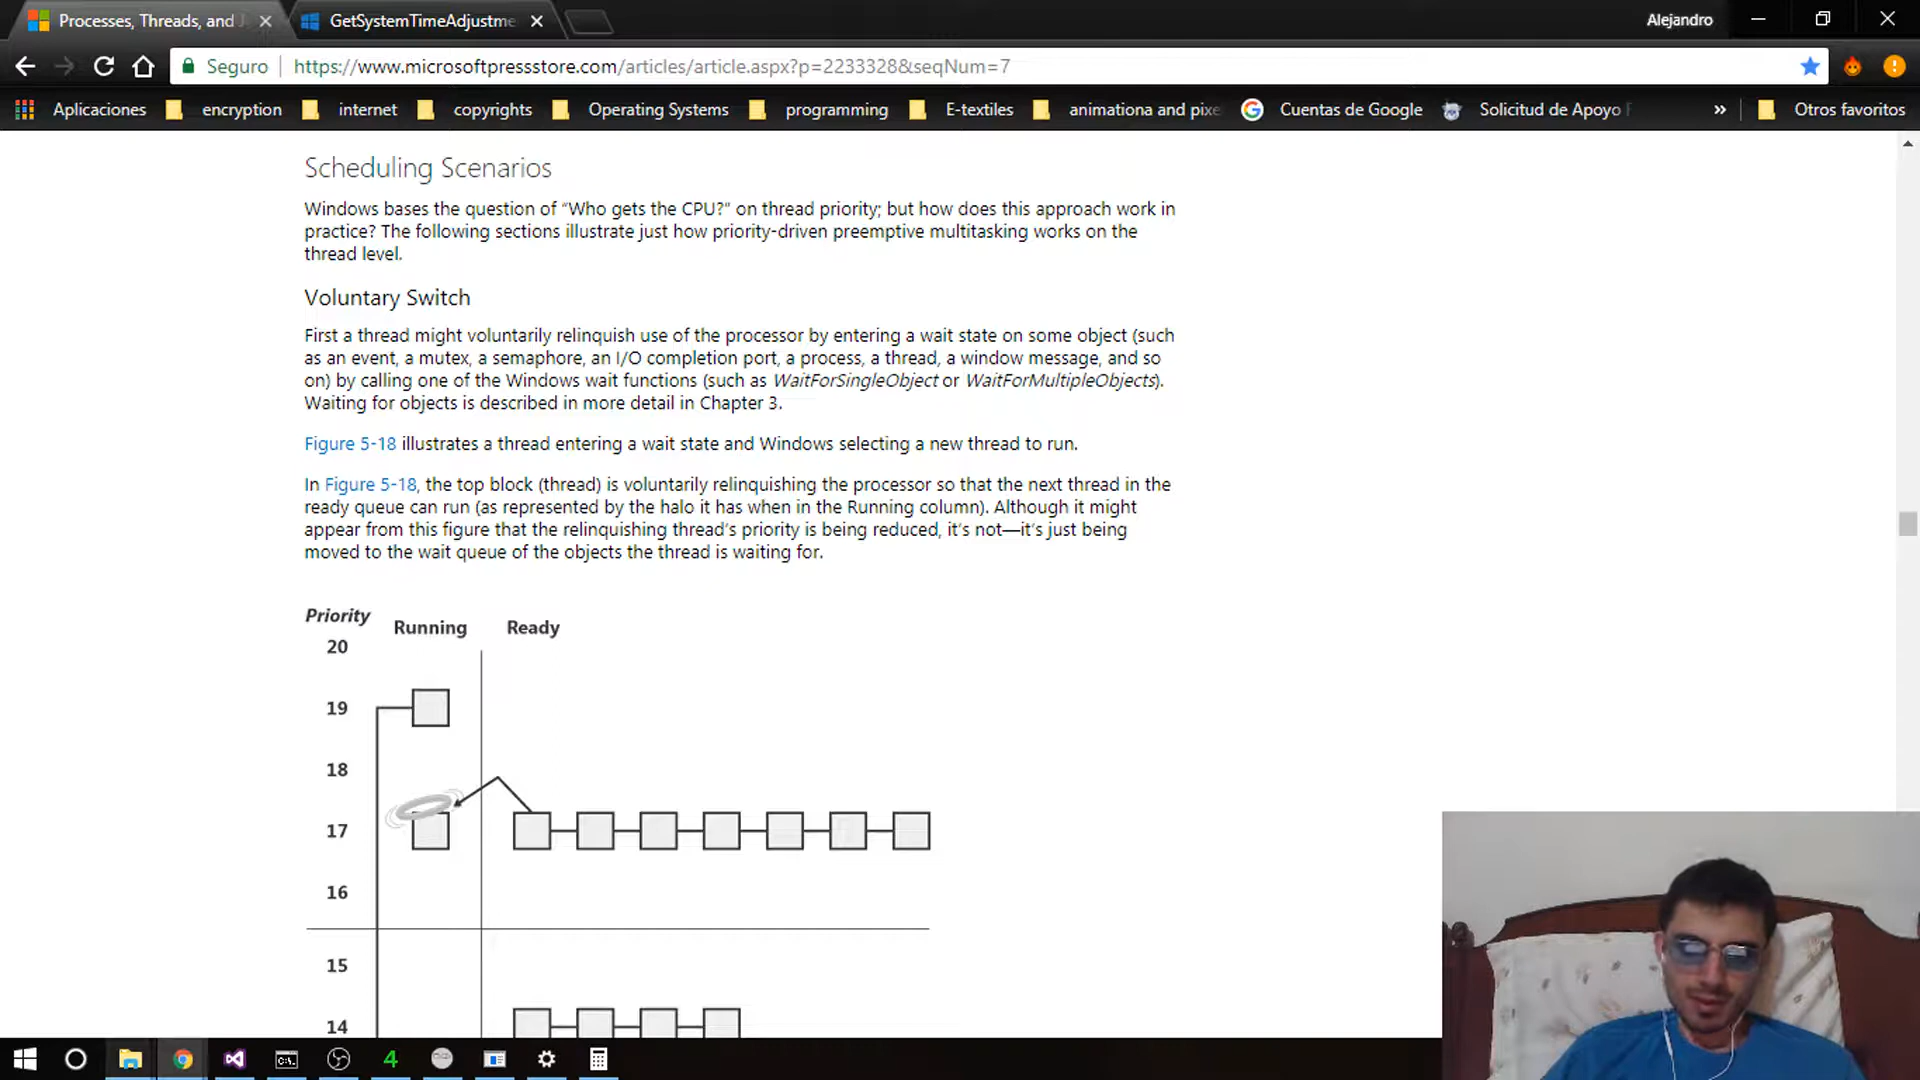 Processes, Threads, and J
GetSystemTimeAdjustme
Alejandro
Seguro
https://www.microsoftpressstore.com/articles/article.aspx?p=2233328&seqNum=7
Aplicaciones
encryption
internet
copyrights
Operating Systems
programming
E-textiles
animationa and pixe
Cuentas de Google
Solicitud de Apoyo
»
Otros favoritos
Scheduling Scenarios
Windows bases the question of “Who gets the CPU?” on thread priority; but how does this approach work in
practice? The following sections illustrate just how priority-driven preemptive multitasking works on the
thread level.
Voluntary Switch
First a thread might voluntarily relinquish use of the processor by entering a wait state on some object (such
as an event, a mutex, a semaphore, an I/O completion port, a process, a thread, a window message, and so
on) by calling one of the Windows wait functions (such as WaitForSingleObject or WaitForMultipleObjects).
Waiting for objects is described in more detail in Chapter 3.
Figure 5-18 illustrates a thread entering a wait state and Windows selecting a new thread to run.
In Figure 5-18, the top block (thread) is voluntarily relinquishing the processor so that the next thread in the
ready queue can run (as represented by the halo it has when in the Running column). Although it might
appear from this figure that the relinquishing thread’s priority is being reduced, it’s not—it’s just being
moved to the wait queue of the objects the thread is waiting for.
Priority
Running
Ready
20
19
18
17
16
15
14
4